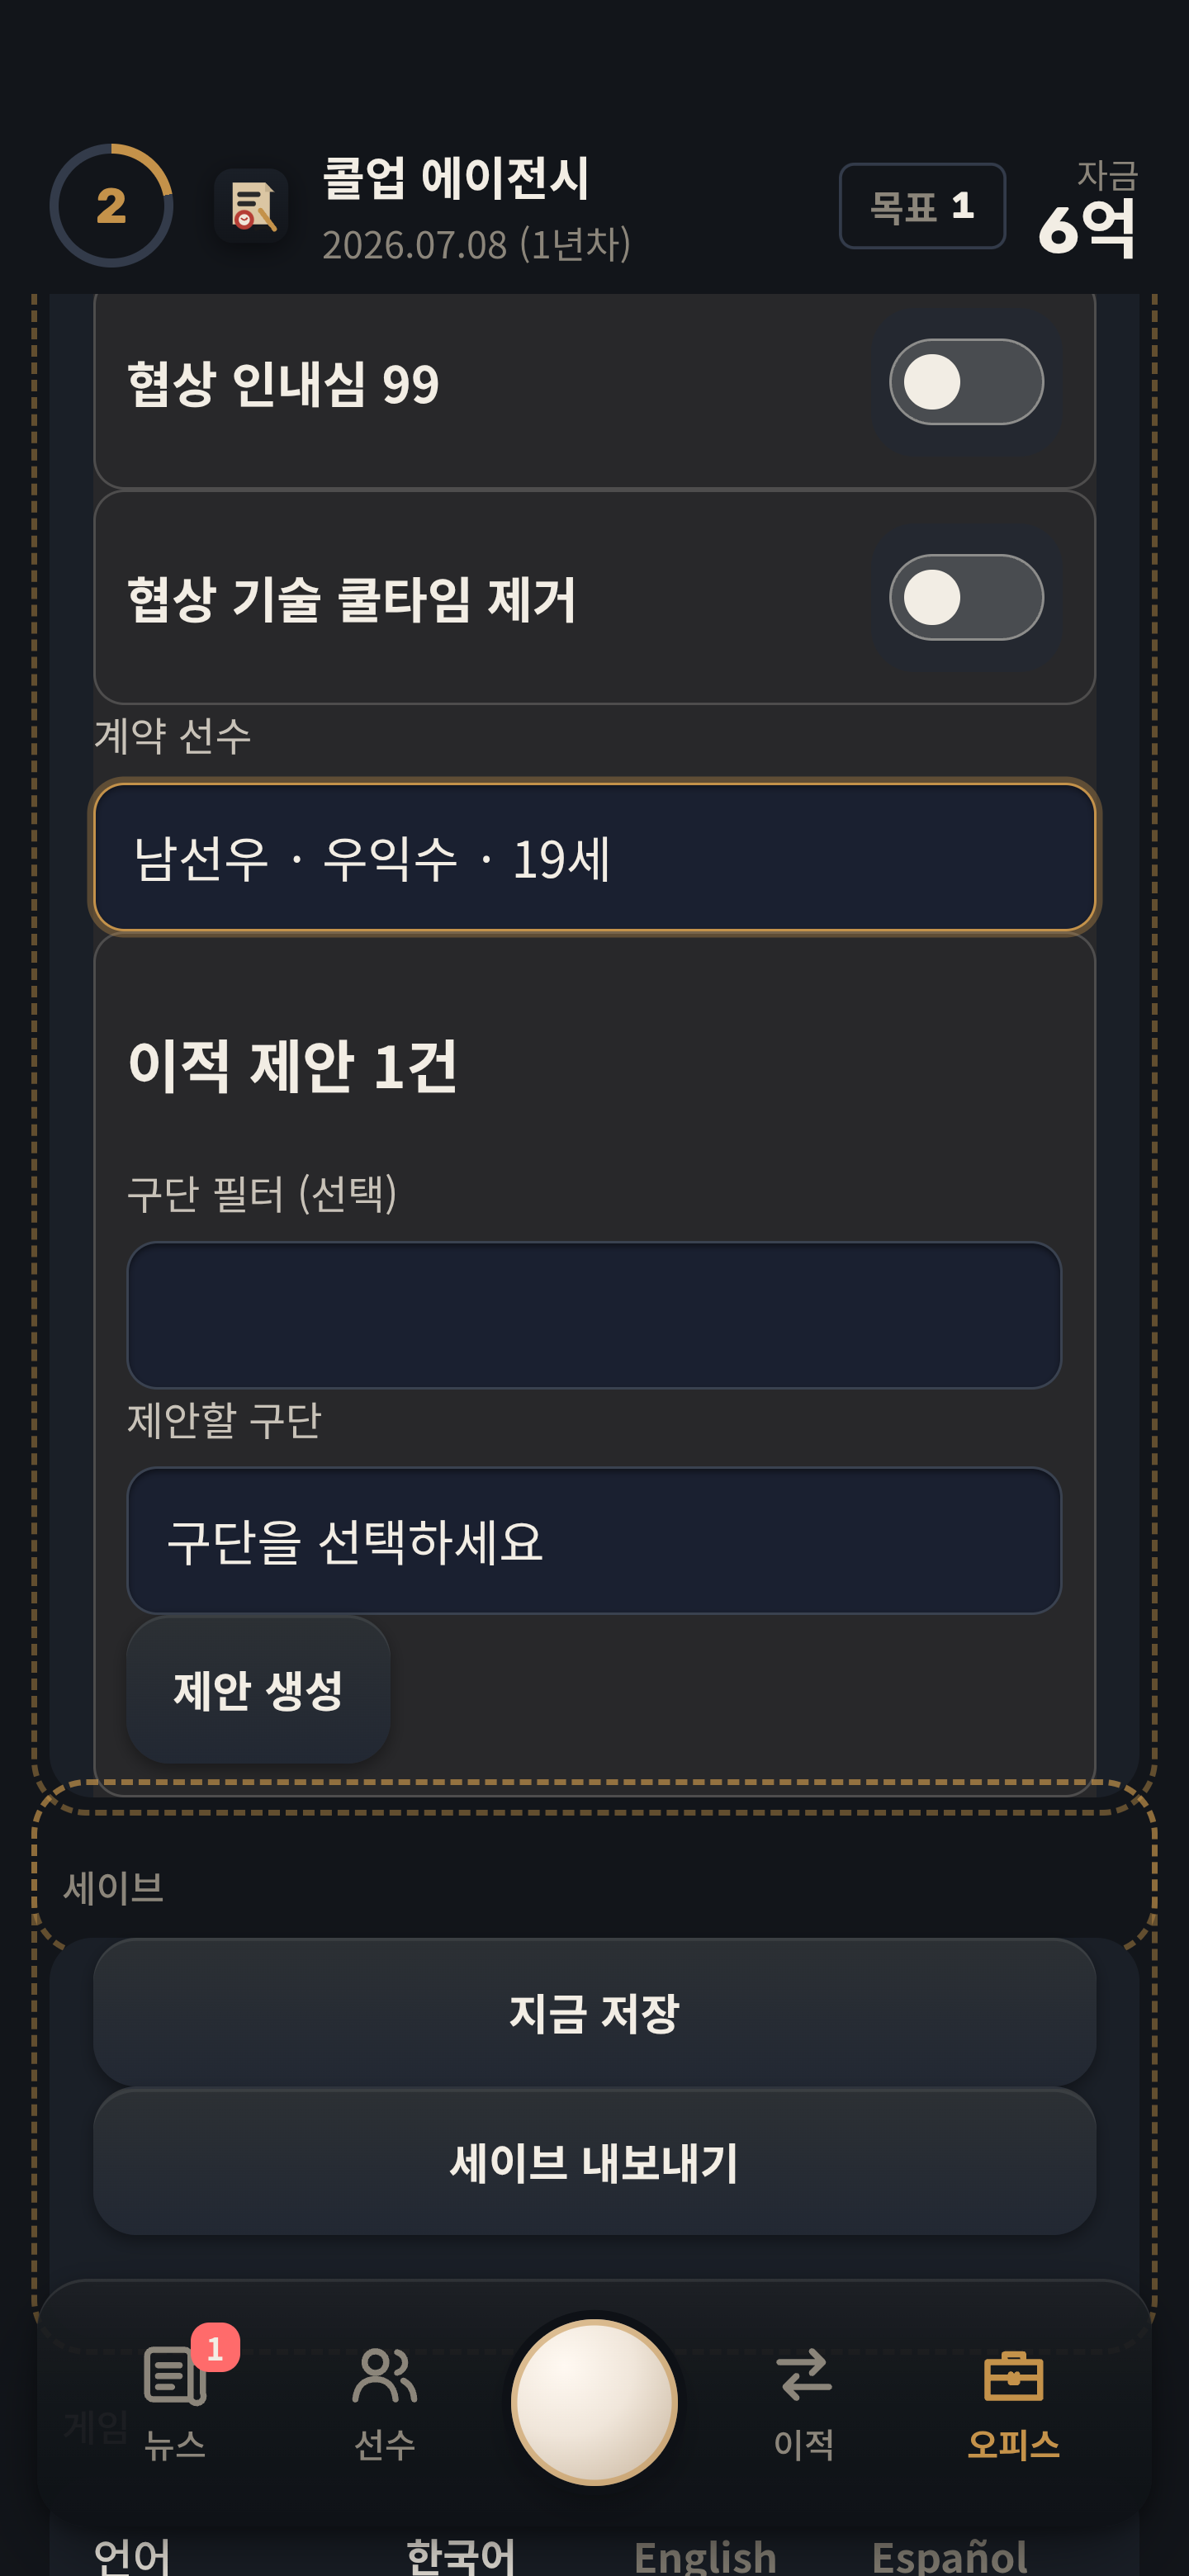 2
콜업 에이전시
2026.07.08 (1년차)
목표 1
자금
6억
협상 인내심 99
협상 기술 쿨타임 제거
계약 선수
남선우 · 우익수 · 19세
이적 제안 1건
구단 필터 (선택)
제안할 구단
구단을 선택하세요
제안 생성
세이브
지금 저장
세이브 내보내기
1
게임
뉴스
선수
이적
오피스
언어
한국어
English
Español